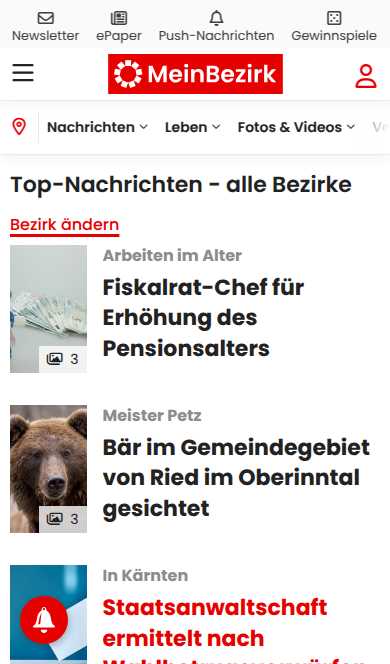 Newsletter ePaper Push-Nachrichten Gewinnspiele
MeinBezirk
Nachrichten Leben Fotos & Videos
Top-Nachrichten - alle Bezirke
Bezirk ändern
Arbeiten im Alter
Fiskalrat-Chef für
Erhöhung des
Pensionsalters
3
Meister Petz
Bär im Gemeindegebiet
von Ried im Oberinntal
gesichtet
3
In Kärnten
Staatsanwaltschaft
ermittelt nach